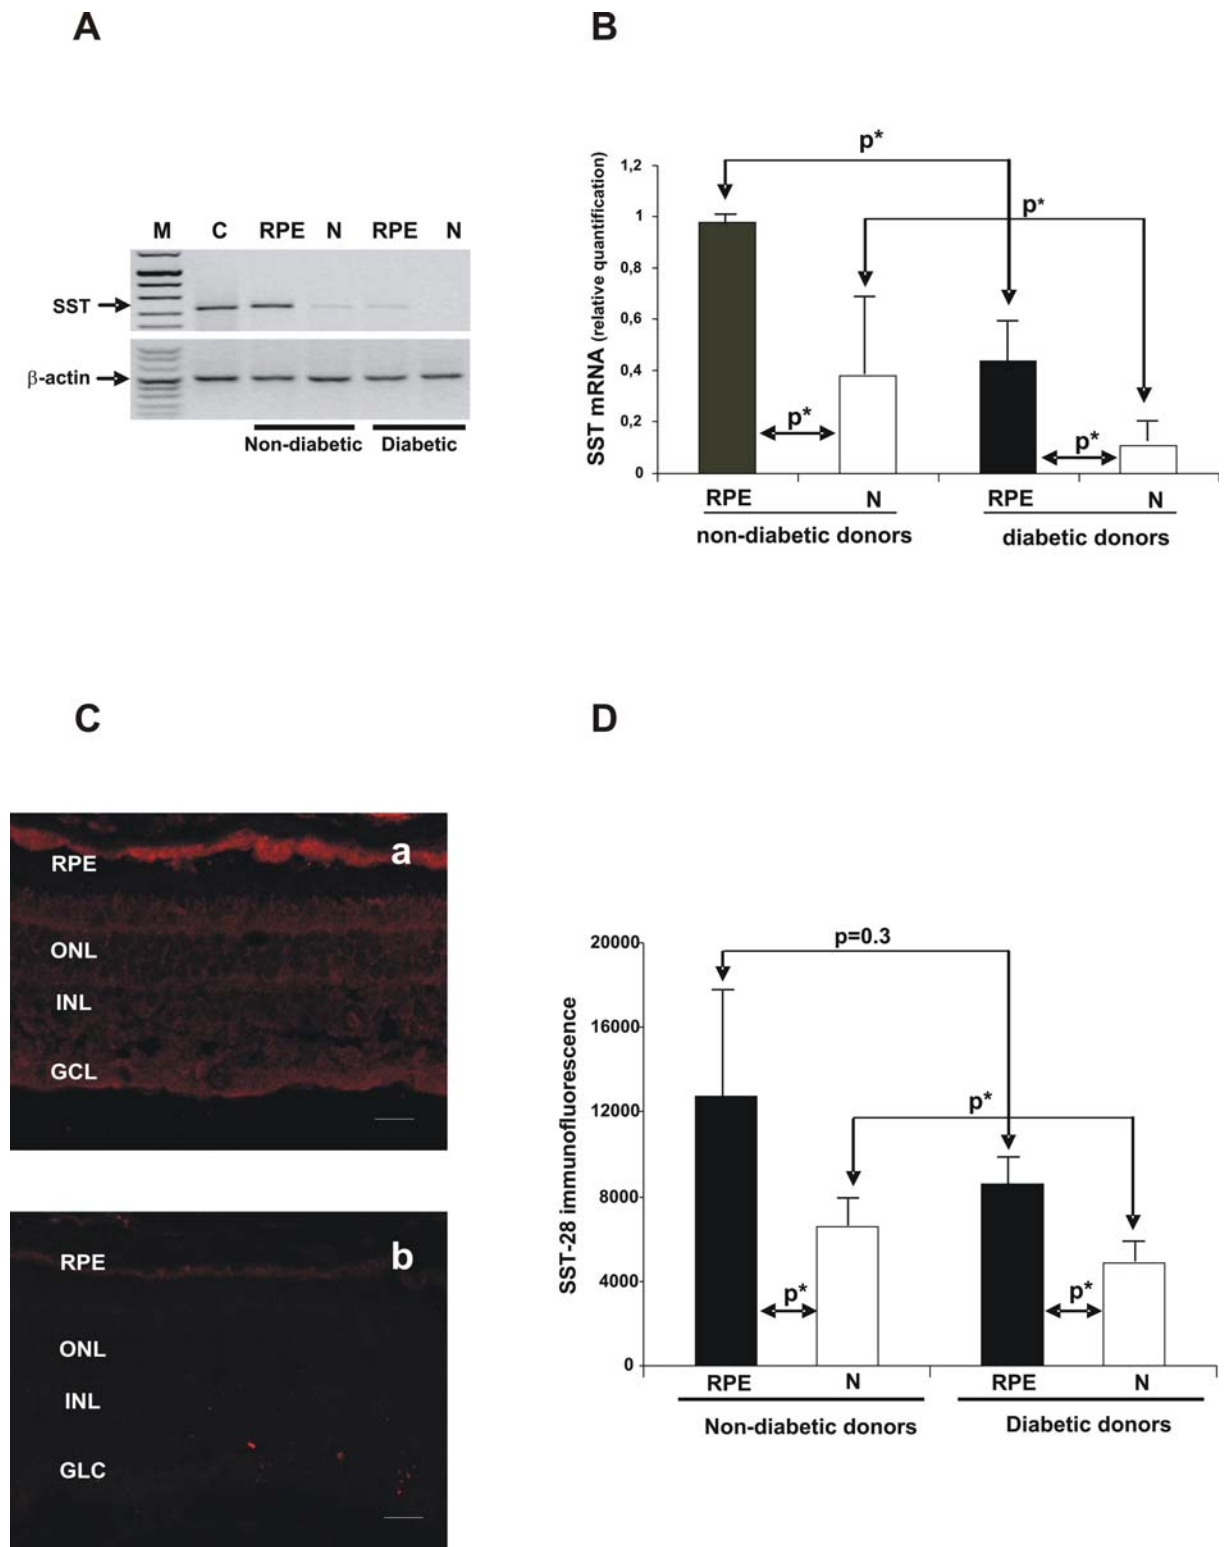 A
M C RPE N RPE N
SST
β-actin
Non-diabetic Diabetic
B
p*
p*
SST mRNA (relative quantification)
1,2
1
0,8
0,6
0,4
0,2
0
p*
p*
RPE N RPE N
non-diabetic donors diabetic donors
C
a
RPE
ONL
INL
GCL
b
RPE
ONL
INL
GLC
D
p=0.3
p*
SST-28 immunofluorescence
20000
16000
12000
8000
4000
0
p*
p*
RPE N RPE N
Non-diabetic donors Diabetic donors